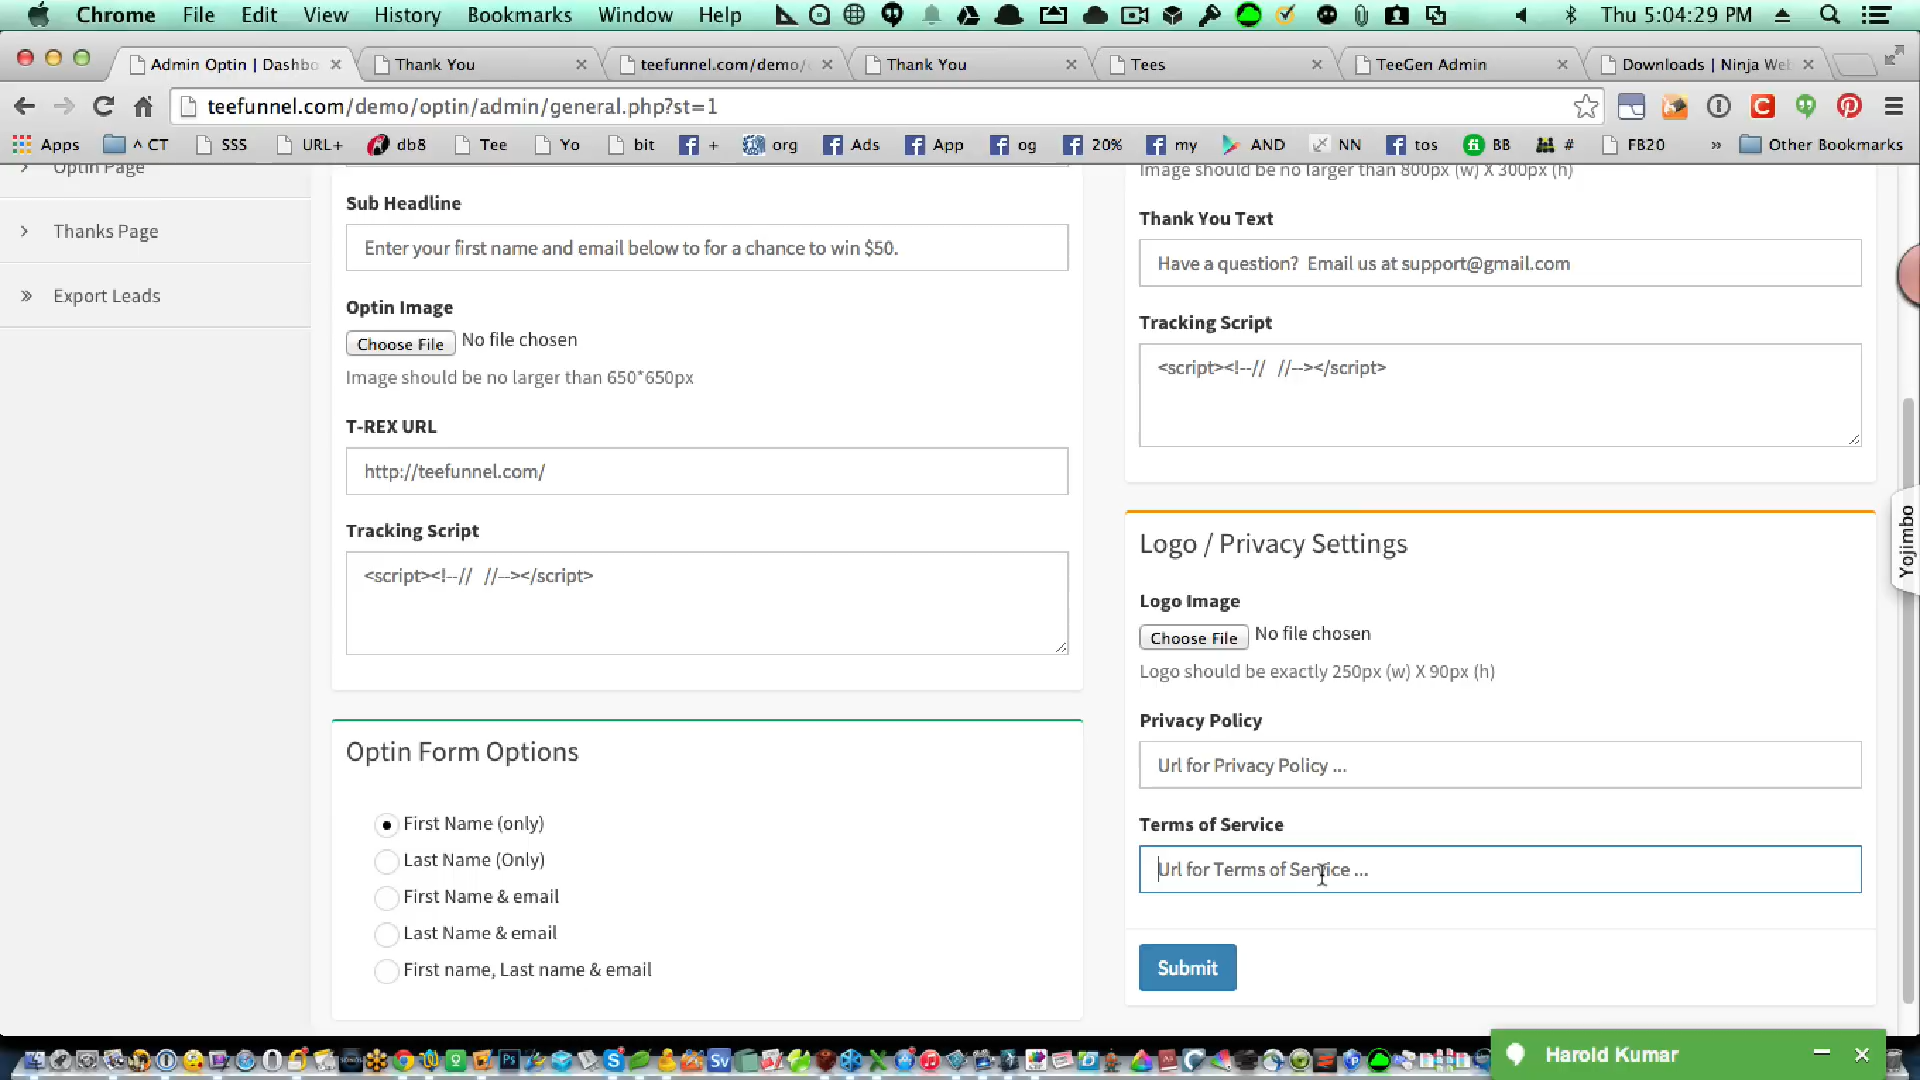 Chrome File Edit View History Bookmarks Window Help Thu 5:04:29 PM
Admin Optin | Dashbo Thank You teefunnel.com/demo/ Thank You Tees TeeGen Admin Downloads | Ninja We
teefunnel.com/demo/optin/admin/general.php?st=1
Apps ^ CT SSS URL+ db8 Tee Yo bit + org Ads App og 20% my AND NN tos BB # FB20 » Other Bookmarks
Optin Page
Thanks Page
Export Leads
Sub Headline
Enter your first name and email below to for a chance to win $50.
Optin Image
Choose File No file chosen
Image should be no larger than 650*650px
T-REX URL
http://teefunnel.com/
Tracking Script
<script><!--// //--></script>
Optin Form Options
First Name (only)
Last Name (Only)
First Name & email
Last Name & email
First name, Last name & email
Image should be no larger than 800px (w) X 300px (h)
Thank You Text
Have a question? Email us at support@gmail.com
Tracking Script
<script><!--// //--></script>
Logo / Privacy Settings
Logo Image
Choose File No file chosen
Logo should be exactly 250px (w) X 90px (h)
Privacy Policy
Url for Privacy Policy ...
Terms of Service
Url for Terms of Service ...
Submit
Yojimbo
Harold Kumar